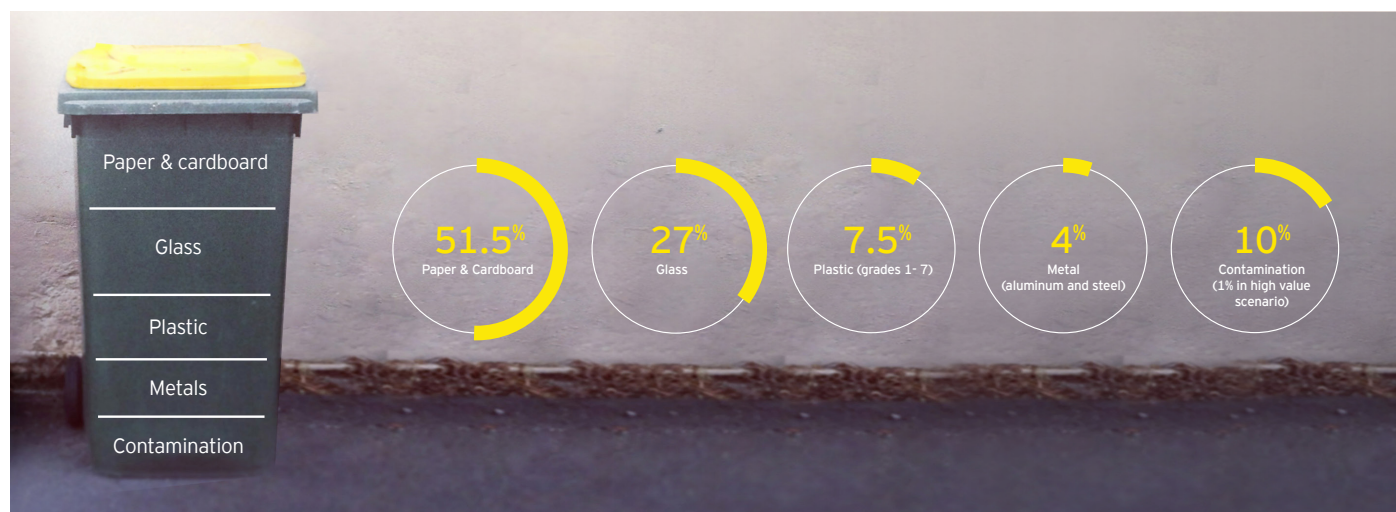 Paper & cardboard
Glass
Plastic
Metals
Contamination
51.5%
Paper & Cardboard
27%
Glass
7.5%
Plastic (grades 1- 7)
4%
Metal
(aluminum and steel)
10%
Contamination
(1% in high value
scenario)